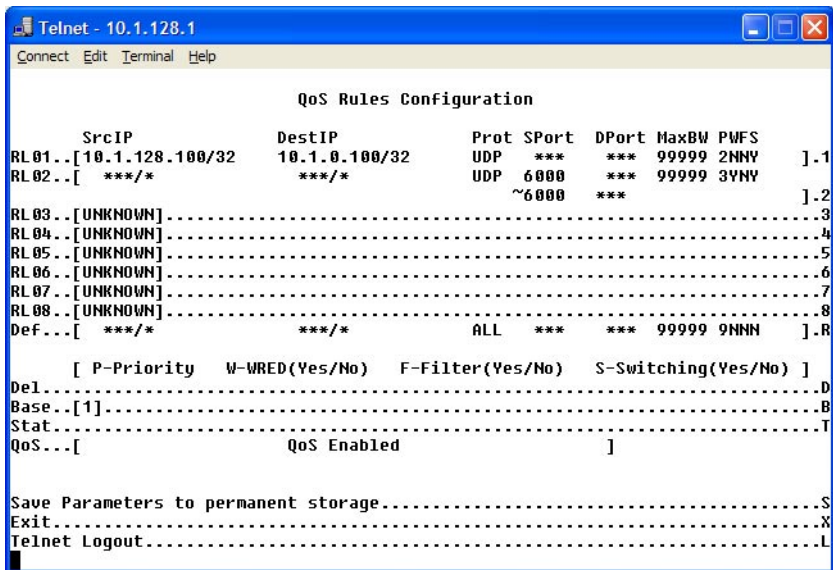 Telnet - 10.1.128.1
Connect Edit Terminal Help
QoS Rules Configuration
SrcIP DestIP Prot SPort DPort MaxBW PWFS
RL01..[10.1.128.100/32 10.1.0.100/32 UDP *** *** 99999 2NNY ].1
RL02..[ ***/* ***/* UDP 6000 *** 99999 3YNY
~6000 *** ].2
RL03..[UNKNOWN].......................................................................3
RL04..[UNKNOWN].......................................................................4
RL05..[UNKNOWN].......................................................................5
RL06..[UNKNOWN].......................................................................6
RL07..[UNKNOWN].......................................................................7
RL08..[UNKNOWN].......................................................................8
Def...[ ***/* ***/* ALL *** *** 99999 9NNN ].R
[ P-Priority W-WRED(Yes/No) F-Filter(Yes/No) S-Switching(Yes/No) ]
Del...................................................................................D
Base..[1].............................................................................B
Stat..................................................................................T
QoS...[ QoS Enabled ]
Save Parameters to permanent storage..................................................S
Exit..................................................................................X
Telnet Logout.........................................................................L